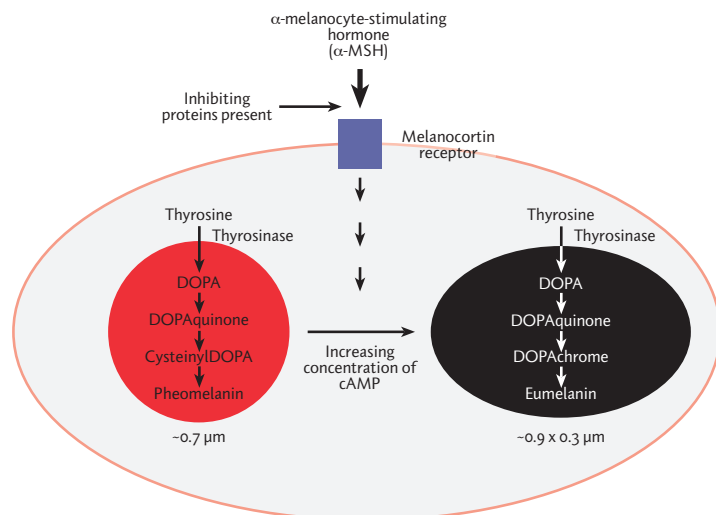 α-melanocyte-stimulating
hormone
(α-MSH)
Inhibiting
proteins present
Melanocortin
receptor
Thyrosine
Thyrosinase
DOPA
DOPAquinone
CysteinylDOPA
Pheomelanin
~0.7 µm
Increasing
concentration of
cAMP
Thyrosine
Thyrosinase
DOPA
DOPAquinone
DOPAchrome
Eumelanin
~0.9 x 0.3 µm